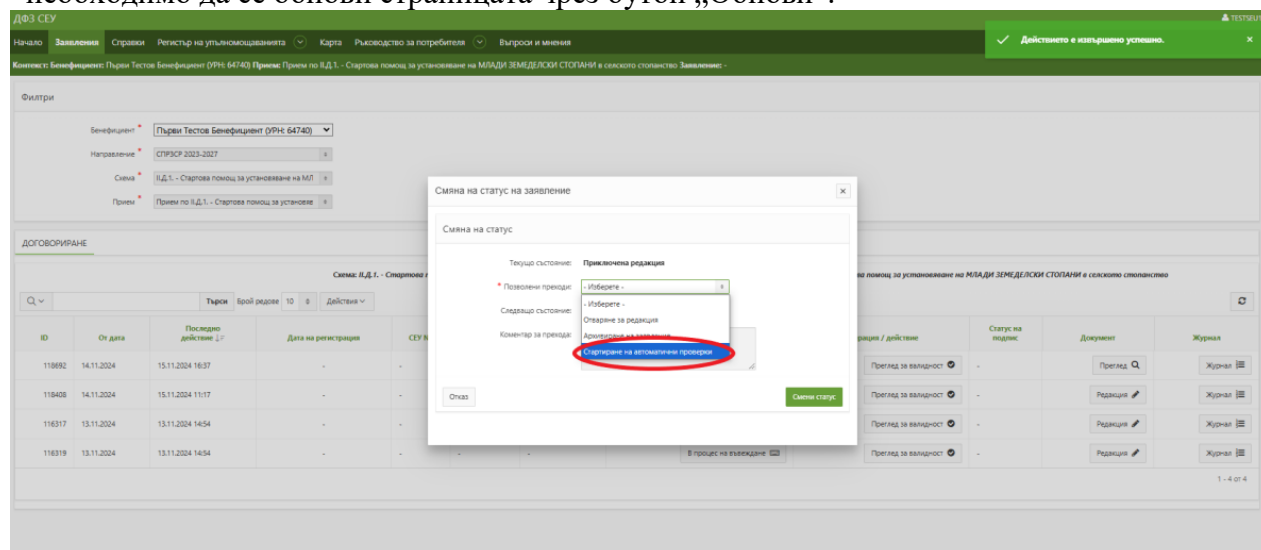 необходимо да се обнови страницата чрез бутон „Обнови“.
ДФЗ СЕУ
TESTSEU1
Начало Заявления Справки Регистър на упълномощаванията Карта Ръководство за потребителя Въпроси и мнения
Действието е извършено успешно.
Контекст: Бенефициент: Първи Тестов Бенефициент (УРН: 64740) Прием: Прием по II.Д.1. - Стартова помощ за установяване на МЛАДИ ЗЕМЕДЕЛСКИ СТОПАНИ в селското стопанство Заявление: -
Филтри
Бенефициент * Първи Тестов Бенефициент (УРН: 64740)
Направление * СПРЗСР 2023-2027
Схема * II.Д.1. - Стартова помощ за установяване на МЛ
Прием * Прием по II.Д.1. - Стартова помощ за установяв
Смяна на статус на заявление
Смяна на статус
Текущо състояние: Приключена редакция
* Позволени преходи: - Изберете -
- Изберете -
Следващо състояние:
Отваряне за редакция
Коментар за прехода:
Архивиране на заявление
Стартиране на автоматични проверки
Отказ Смени статус
ДОГОВОРИРАНЕ
Схема: II.Д.1. - Стартова помощ за установяване на МЛАДИ ЗЕМЕДЕЛСКИ СТОПАНИ в селското стопанство
Търси Брой редове 10 Действия
ID От дата Последно действие Дата на регистрация СЕУ N / действие Статус на подпис Документ Журнал
118692 14.11.2024 15.11.2024 16:37 - - Преглед за валидност - Преглед Журнал
118408 14.11.2024 15.11.2024 11:17 - - Преглед за валидност - Редакция Журнал
116317 13.11.2024 13.11.2024 14:54 - - Преглед за валидност - Редакция Журнал
116319 13.11.2024 13.11.2024 14:54 - - - - В процес на въвеждане Преглед за валидност - Редакция Журнал
1 - 4 от 4